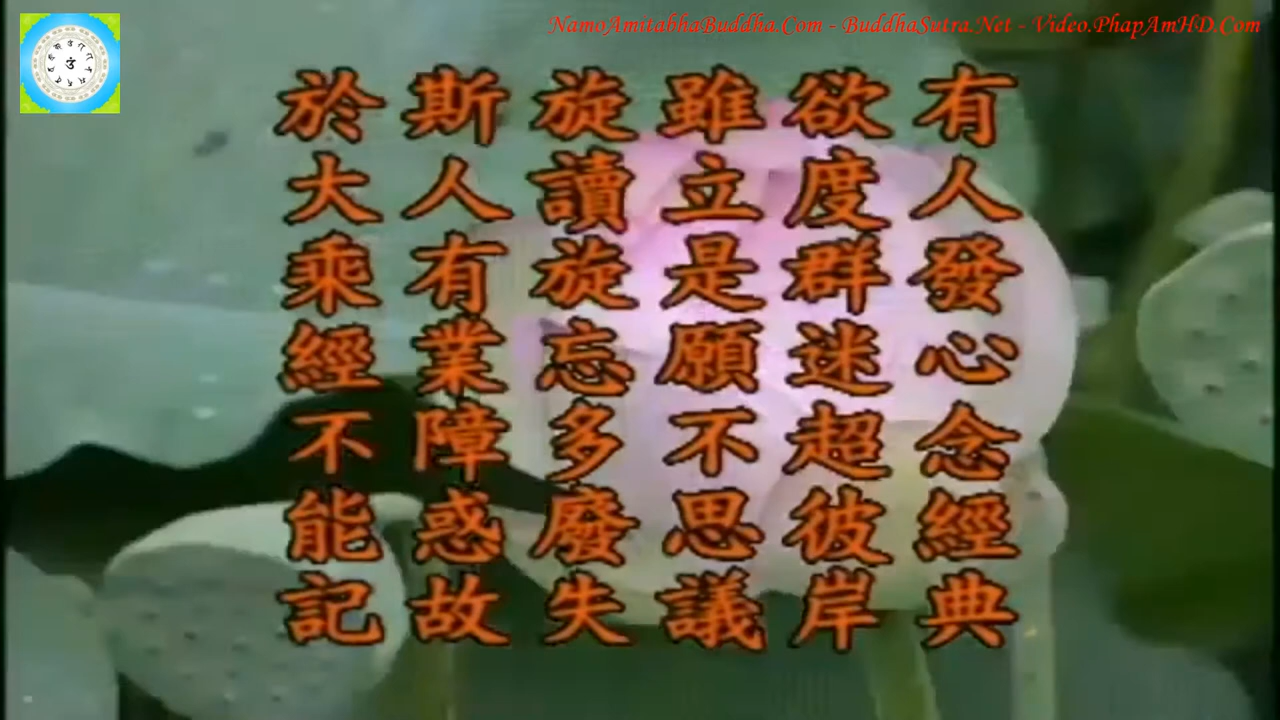 NamoAmitabhaBuddha.Com - BuddhaSutra.Net - Video.PhapAmHD.Com
有人發心念經典
欲度群迷超彼岸
雖立是願不思議
旋讀旋忘多廢失
斯人有業障惑故
於大乘經不能記